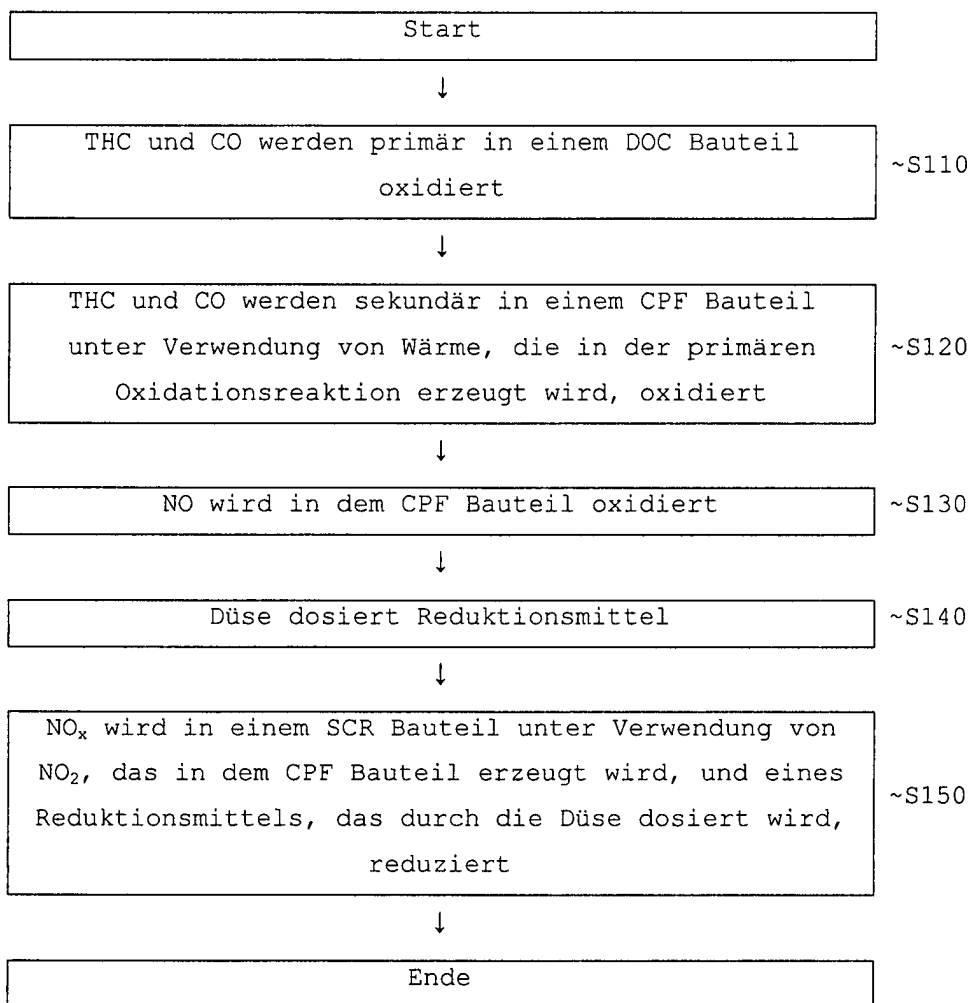 Start
↓
THC und CO werden primär in einem DOC Bauteil
oxidiert
~S110
↓
THC und CO werden sekundär in einem CPF Bauteil
unter Verwendung von Wärme, die in der primären
Oxidationsreaktion erzeugt wird, oxidiert
~S120
↓
NO wird in dem CPF Bauteil oxidiert
~S130
↓
Düse dosiert Reduktionsmittel
~S140
↓
NOₓ wird in einem SCR Bauteil unter Verwendung von
NO₂, das in dem CPF Bauteil erzeugt wird, und eines
Reduktionsmittels, das durch die Düse dosiert wird,
reduziert
~S150
↓
Ende